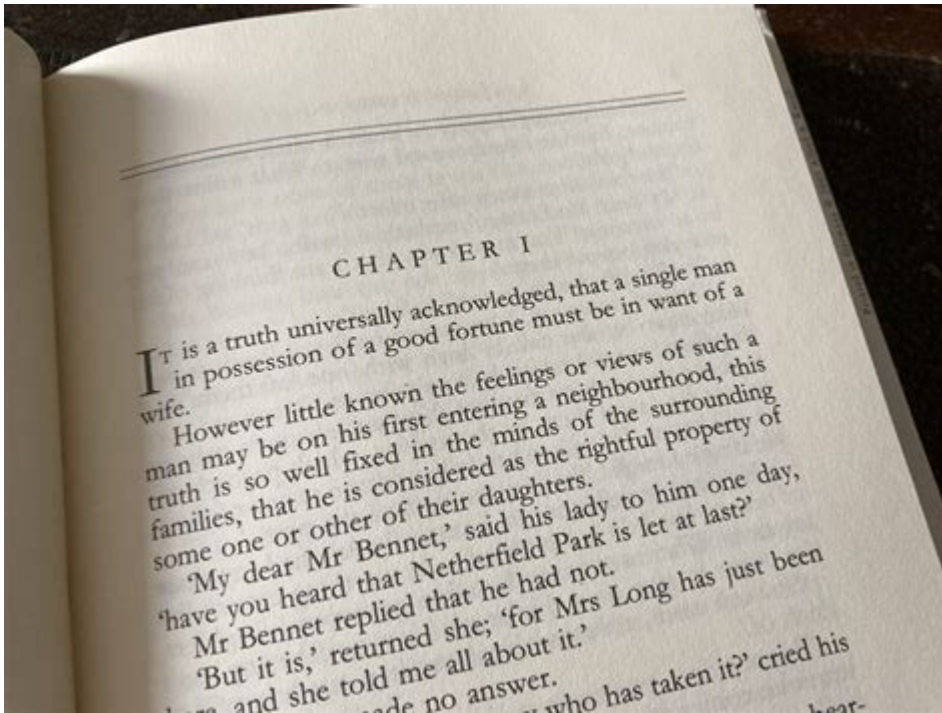 CHAPTER I
IT is a truth universally acknowledged, that a single man
in possession of a good fortune must be in want of a
wife.
However little known the feelings or views of such a
man may be on his first entering a neighbourhood, this
truth is so well fixed in the minds of the surrounding
families, that he is considered as the rightful property of
some one or other of their daughters.
‘My dear Mr Bennet,’ said his lady to him one day,
‘have you heard that Netherfield Park is let at last?’
Mr Bennet replied that he had not.
‘But it is,’ returned she; ‘for Mrs Long has just been
and she told me all about it.’
no answer.
who has taken it?’ cried his